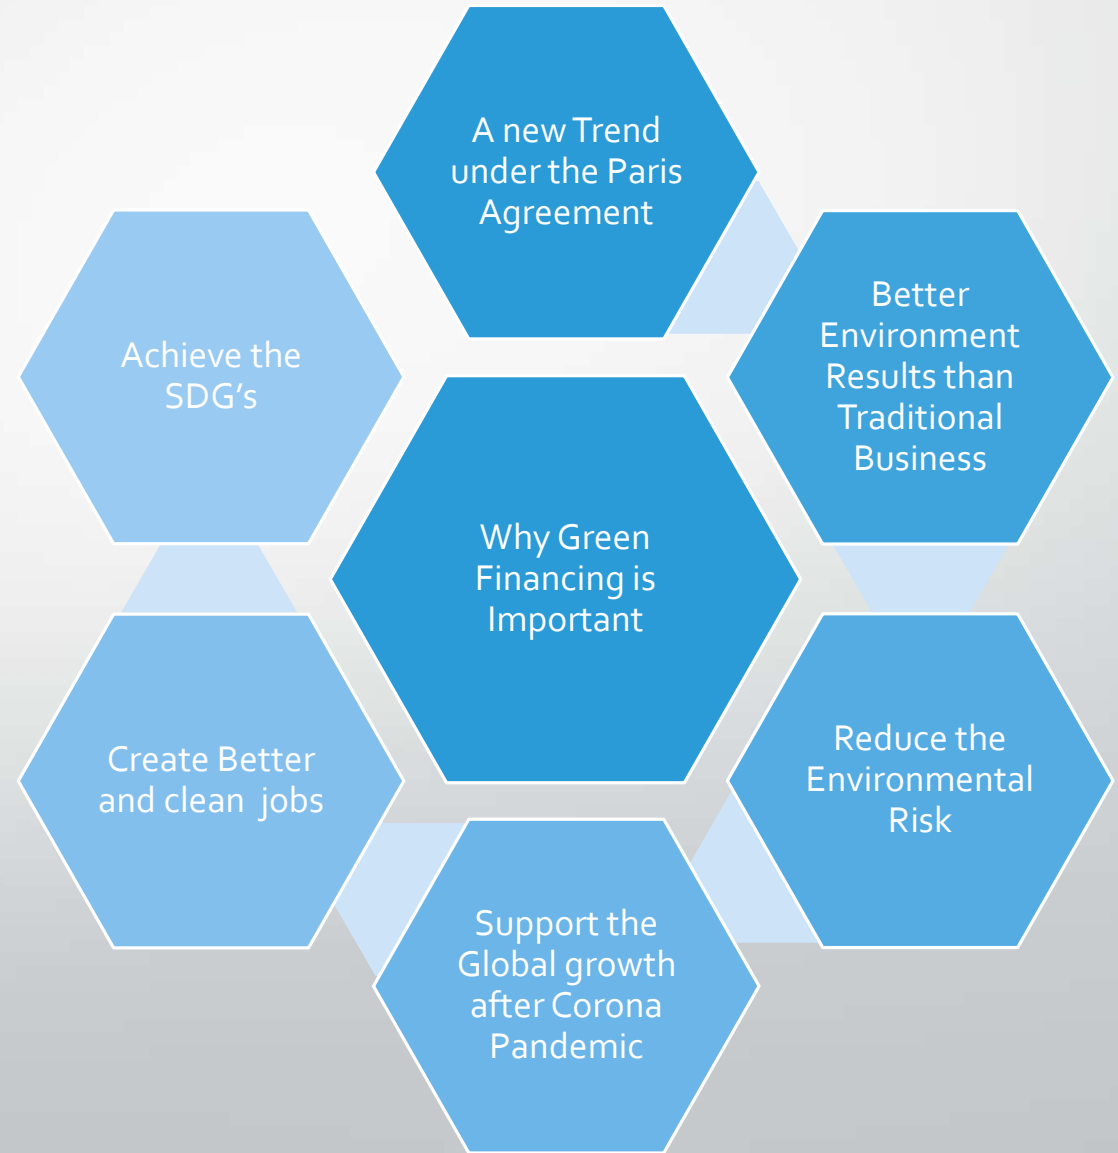 A new Trend
under the Paris
Agreement
Better
Environment
Results than
Traditional
Business
Reduce the
Environmental
Risk
Support the
Global growth
after Corona
Pandemic
Create Better
and clean  jobs
Achieve the
SDG’s
Why Green
Financing is
Important